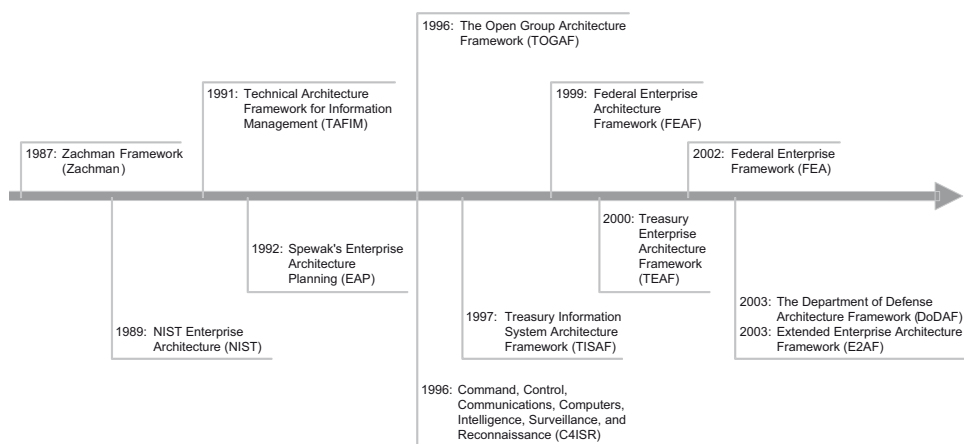 1996: The Open Group Architecture
Framework (TOGAF)
1991: Technical Architecture
Framework for Information
Management (TAFIM)
1999: Federal Enterprise
Architecture
Framework (FEAF)
1987: Zachman Framework
(Zachman)
2002: Federal Enterprise
Framework (FEA)
1992: Spewak's Enterprise
Architecture
Planning (EAP)
2000: Treasury
Enterprise
Architecture
Framework
(TEAF)
1989: NIST Enterprise
Architecture (NIST)
1997: Treasury Information
System Architecture
Framework (TISAF)
2003: The Department of Defense
Architecture Framework (DoDAF)
2003: Extended Enterprise Architecture
Framework (E2AF)
1996: Command, Control,
Communications, Computers,
Intelligence, Surveillance, and
Reconnaissance (C4ISR)